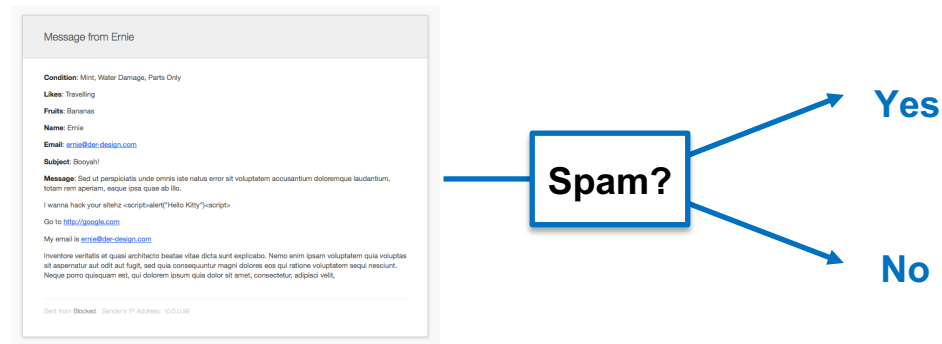 Message from Ernie
Condition: Mint, Water Damage, Parts Only
Likes: Travelling
Fruits: Bananas
Name: Ernie
Email: ernie@der-design.com
Subject: Booyah!
Message: Sed ut perspiciatis unde omnis iste natus error sit voluptatem accusantium doloremque laudantium,
totam rem aperiam, eaque ipsa quae ab illo.
I wanna hack your sitehz <script>alert("Hello Kitty")<script>
Go to http://google.com
My email is ernie@der-design.com
Inventore veritatis et quasi architecto beatae vitae dicta sunt explicabo. Nemo enim ipsam voluptatem quia voluptas
sit aspernatur aut odit aut fugit, sed quia consequuntur magni dolores eos qui ratione voluptatem sequi nesciunt.
Neque porro quisquam est, qui dolorem ipsum quia dolor sit amet, consectetur, adipisci velit,
Sent from Blocked. Sender's IP Address: 10.0.0.98
Spam?
Yes
No